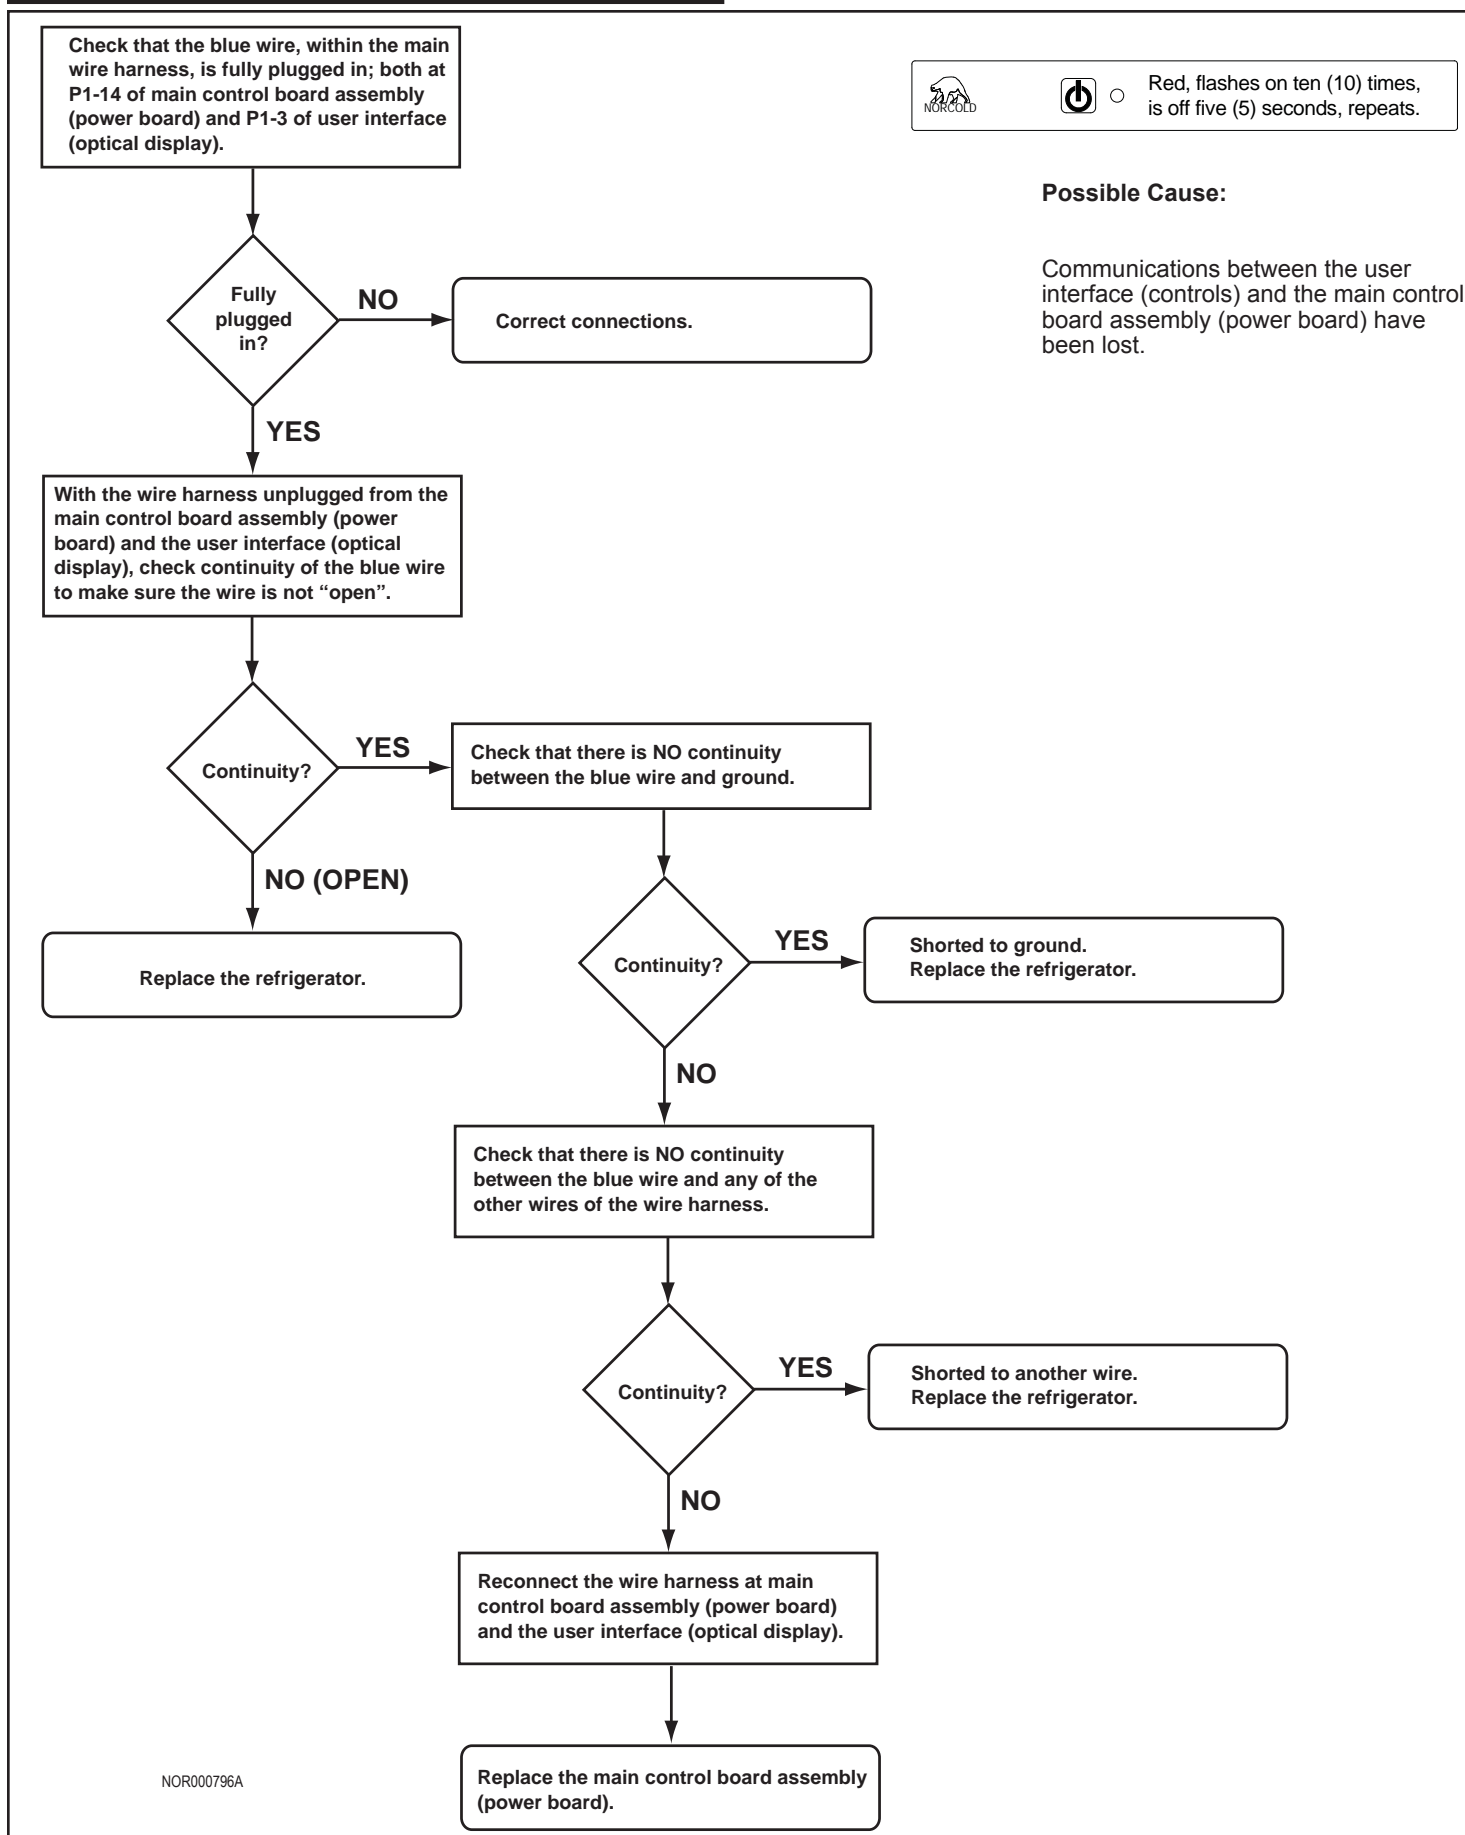 Check that the blue wire, within the main
wire harness, is fully plugged in; both at
P1-14 of main control board assembly
(power board) and P1-3 of user interface
(optical display).
NORCOLD
Red, flashes on ten (10) times,
is off five (5) seconds, repeats.
Possible Cause:
Communications between the user
interface (controls) and the main control
board assembly (power board) have
been lost.
Fully
plugged
in?
NO
Correct connections.
YES
With the wire harness unplugged from the
main control board assembly (power
board) and the user interface (optical
display), check continuity of the blue wire
to make sure the wire is not “open”.
Continuity?
YES
Check that there is NO continuity
between the blue wire and ground.
NO (OPEN)
Replace the refrigerator.
Continuity?
YES
Shorted to ground.
Replace the refrigerator.
NO
Check that there is NO continuity
between the blue wire and any of the
other wires of the wire harness.
Continuity?
YES
Shorted to another wire.
Replace the refrigerator.
NO
Reconnect the wire harness at main
control board assembly (power board)
and the user interface (optical display).
Replace the main control board assembly
(power board).
NOR000796A